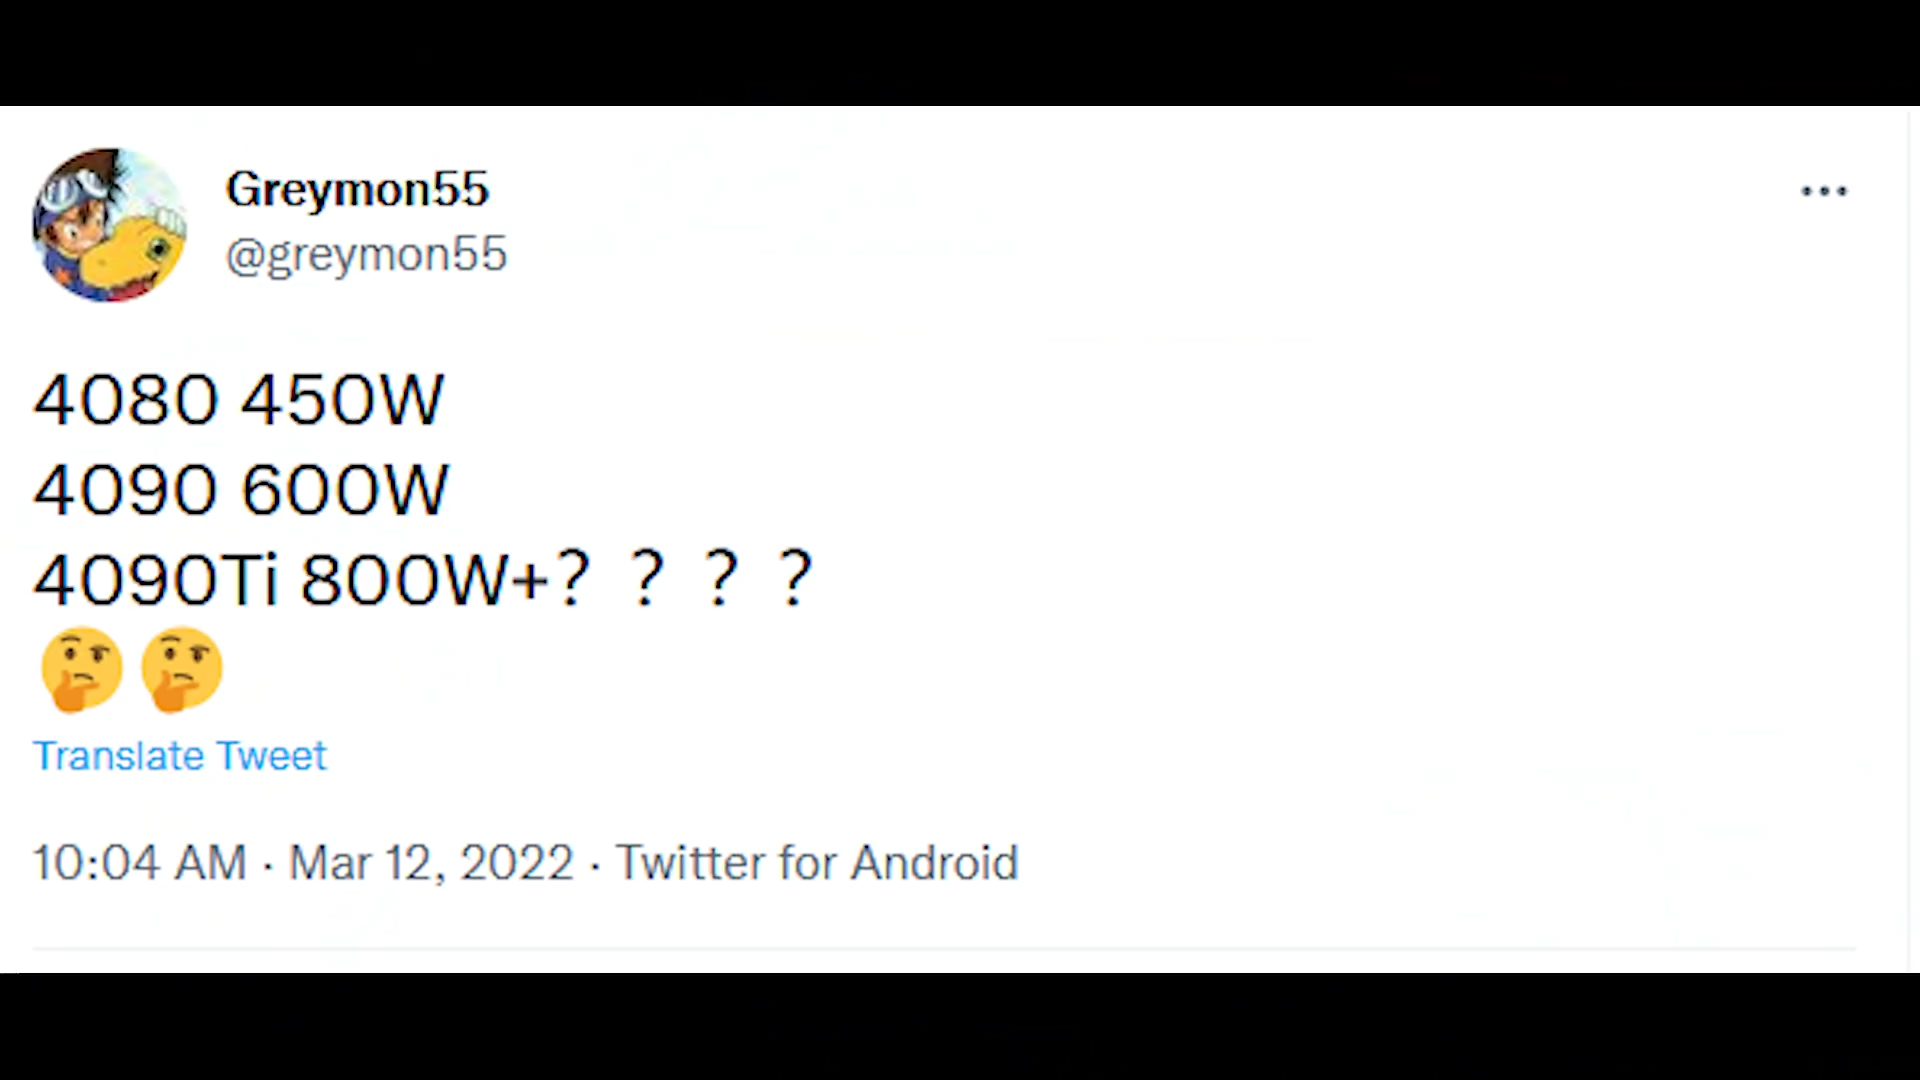 Greymon55
@greymon55
4080 450W
4090 600W
4090Ti 800W+？？？？
🤔🤔
Translate Tweet
10:04 AM · Mar 12, 2022 · Twitter for Android